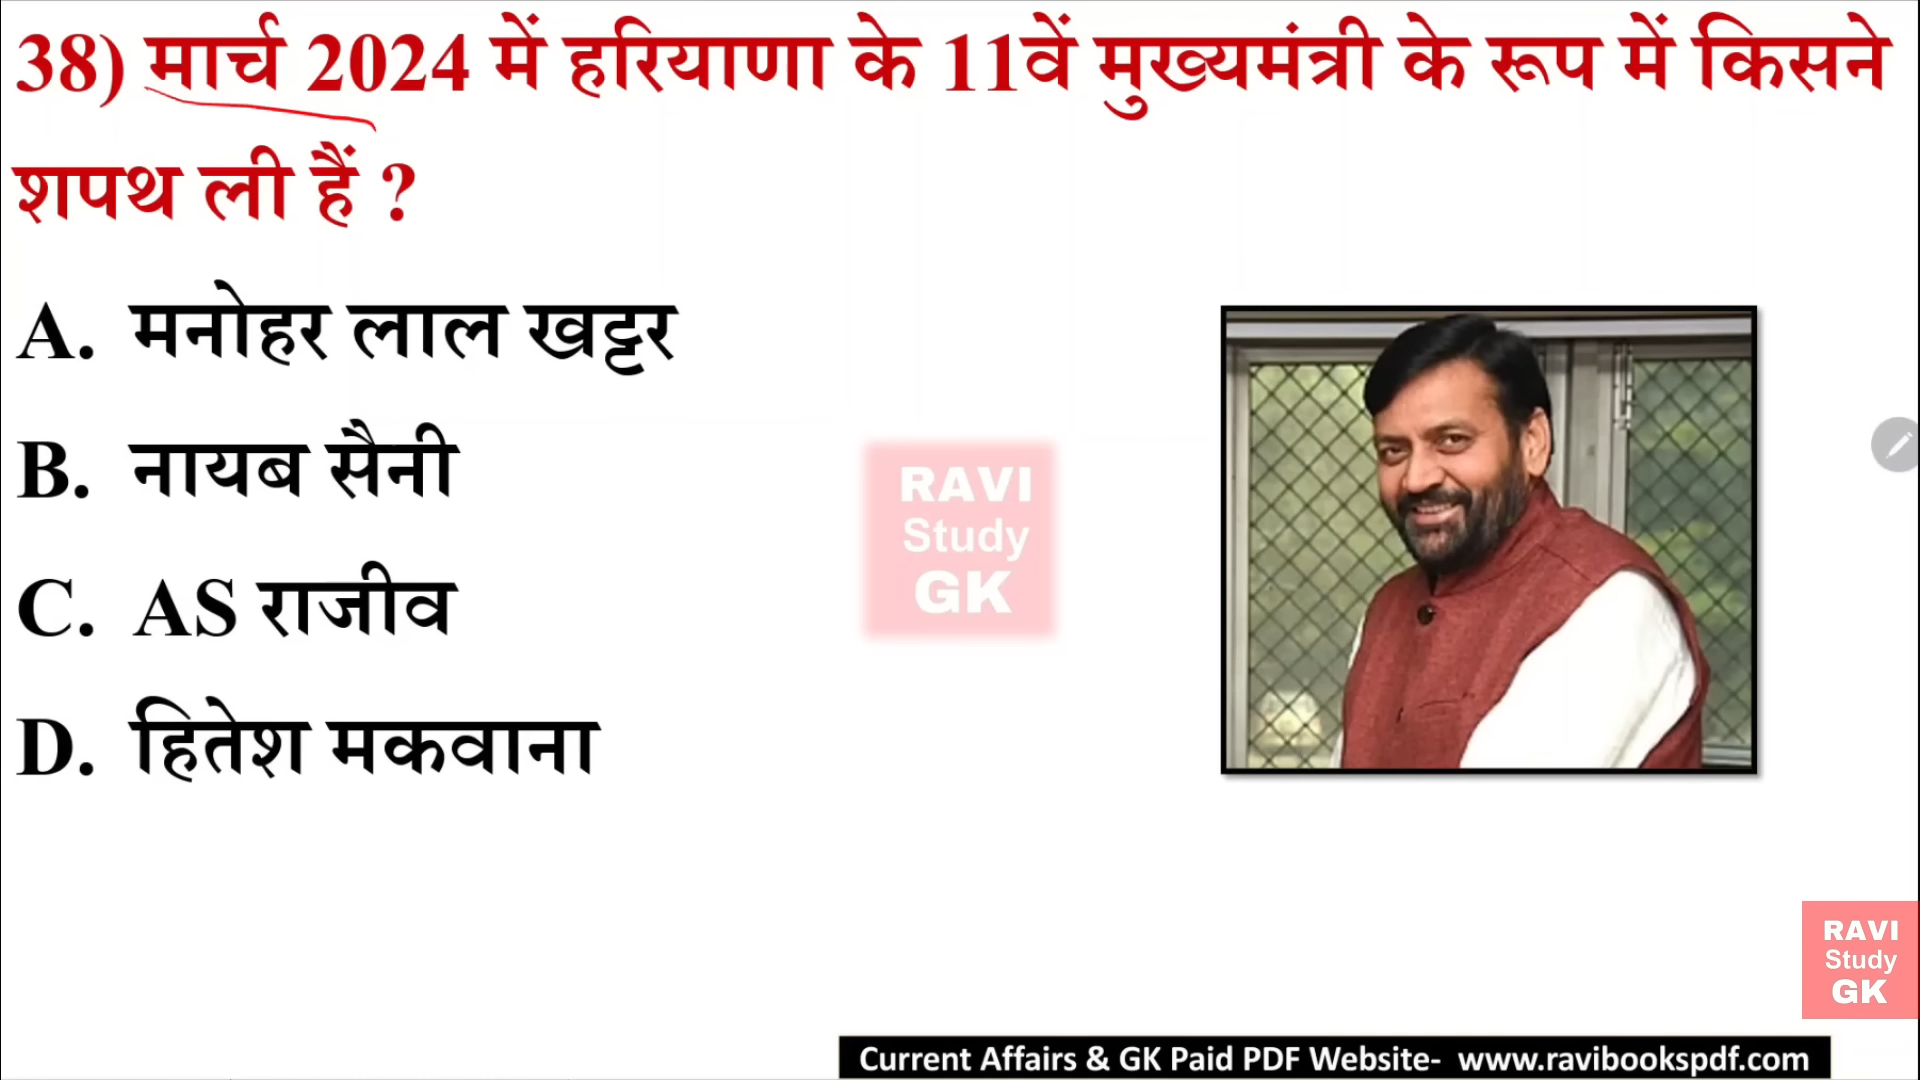 38) मार्च 2024 में हरियाणा के 11वें मुख्यमंत्री के रूप में किसने
शपथ ली हैं ?
A. मनोहर लाल खट्टर
B. नायब सैनी
C. AS राजीव
D. हितेश मकवाना
RAVI
Study
GK
RAVI
Study
GK
Current Affairs & GK Paid PDF Website- www.ravibookspdf.com